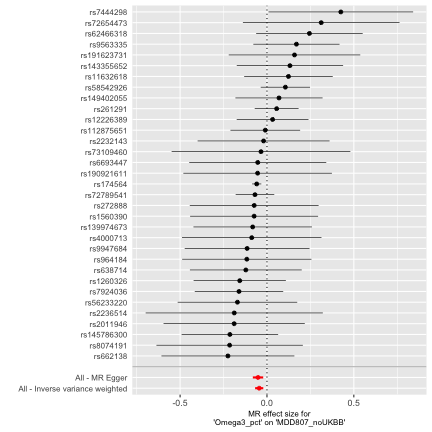 rs7444298
rs72654473
rs62466318
rs9563335
rs191623731
rs143355652
rs11632618
rs58542926
rs149402055
rs261291
rs12226389
rs112875651
rs2232143
rs73109460
rs6693447
rs190921611
rs174564
rs72789541
rs272888
rs1560390
rs139974673
rs4000713
rs9947684
rs964184
rs638714
rs1260326
rs7924036
rs56233220
rs2236514
rs2011946
rs145786300
rs8074191
rs662138
All - MR Egger
All - Inverse variance weighted
-0.5 0.0 0.5
MR effect size for
'Omega3_pct' on 'MDD807_noUKBB'